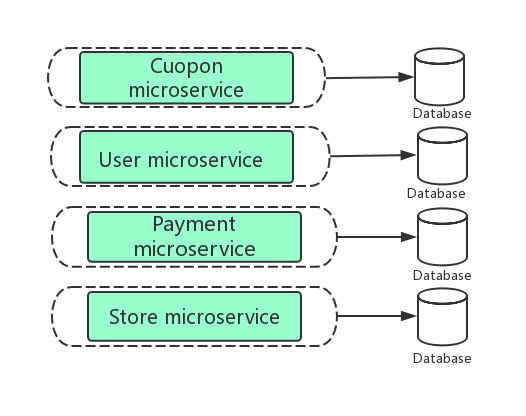 Cuopon
microservice
Database
User microservice
Database
Payment
microservice
Database
Store microservice
Database